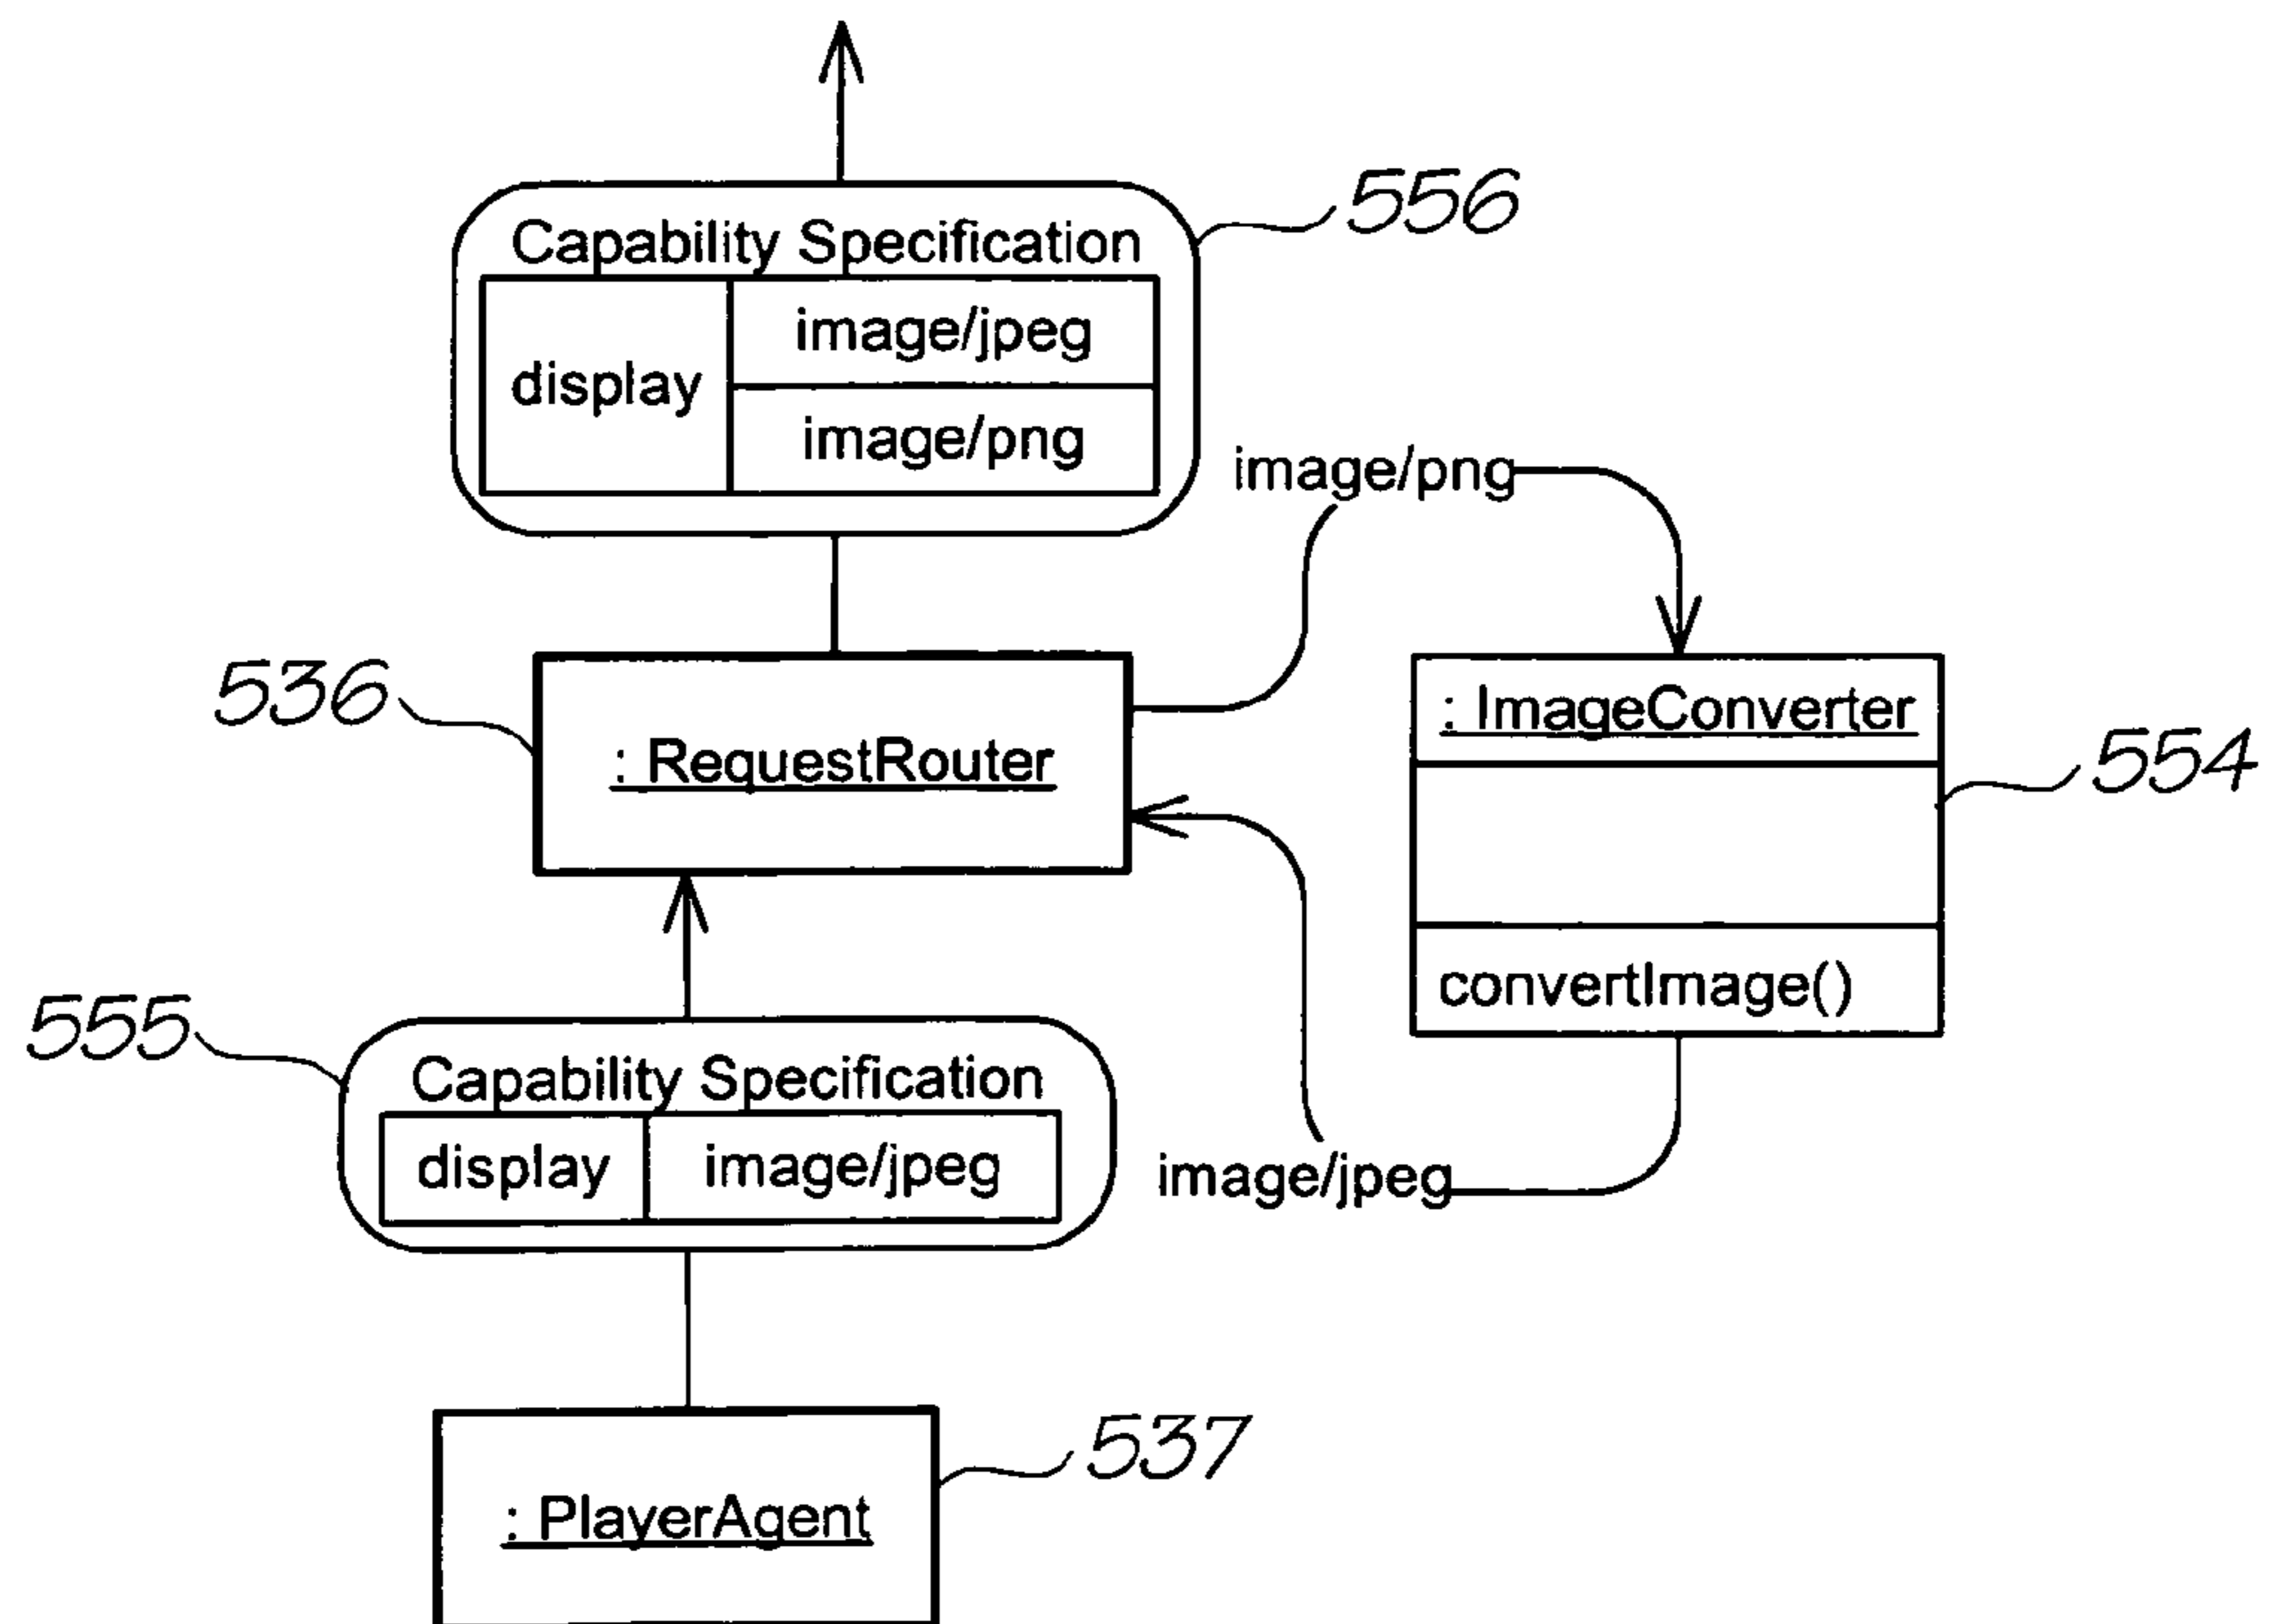 556
Capability Specification
display
image/jpeg
image/png
image/png
536
: RequestRouter
: ImageConverter
554
convertImage()
555
Capability Specification
display
image/jpeg
image/jpeg
537
: PlayerAgent